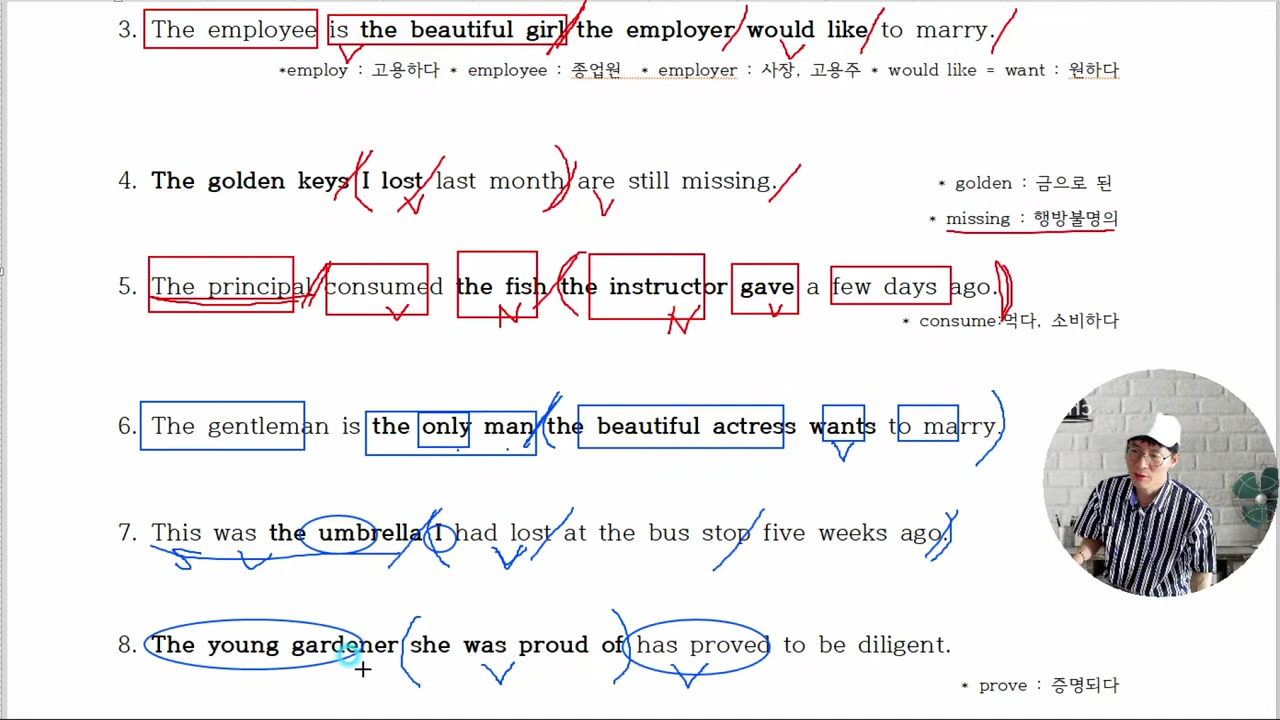 3. The employee is the beautiful girl the employer would like to marry.
*employ : 고용하다 * employee : 종업원 * employer : 사장, 고용주 * would like = want : 원하다
4. The golden keys I lost last month are still missing.
* golden : 금으로 된
* missing : 행방불명의
5. The principal consumed the fish the instructor gave a few days ago.
* consume:먹다, 소비하다
6. The gentleman is the only man the beautiful actress wants to marry.
7. This was the umbrella I had lost at the bus stop five weeks ago.
8. The young gardener she was proud of has proved to be diligent.
* prove : 증명되다